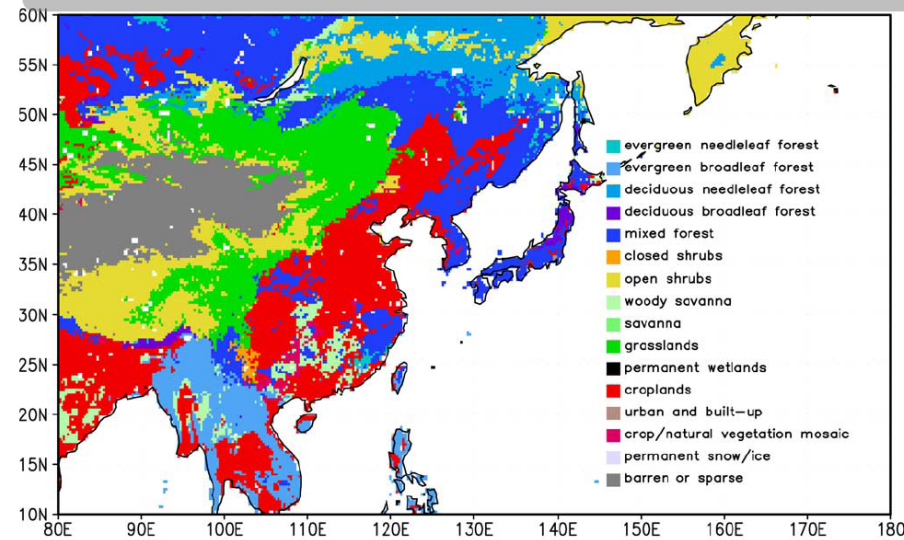 60N
55N
50N
45N
40N
35N
30N
25N
20N
15N
10N
evergreen needleleaf forest
evergreen broadleaf forest
deciduous needleleaf forest
deciduous broadleaf forest
mixed forest
closed shrubs
open shrubs
woody savanna
savanna
grasslands
permanent wetlands
croplands
urban and built-up
crop/natural vegetation mosaic
permanent snow/ice
barren or sparse
80E 90E 100E 110E 120E 130E 140E 150E 160E 170E 180